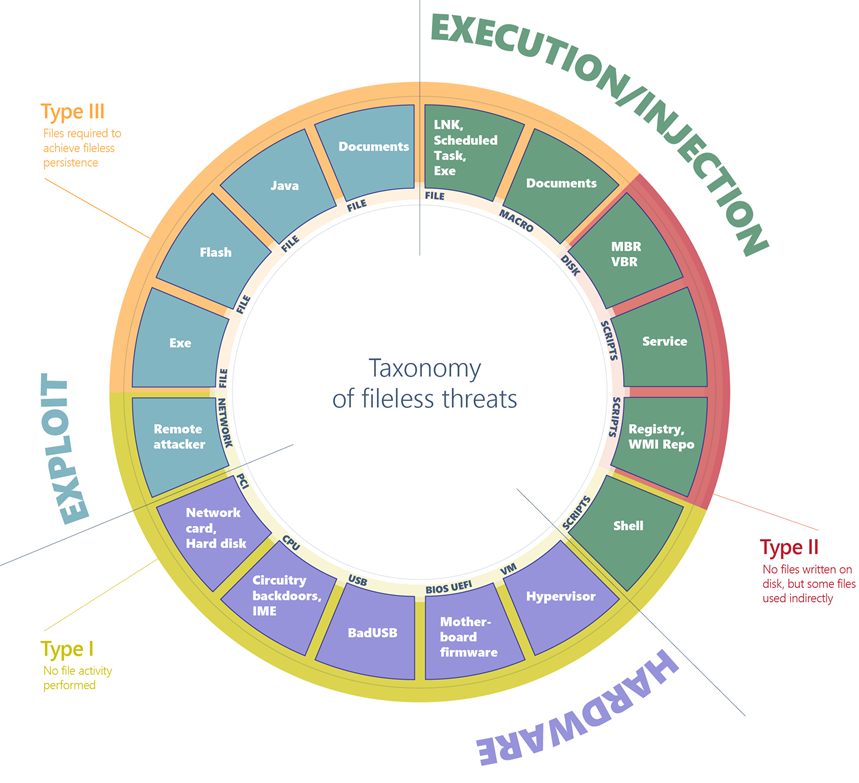 EXECUTION/INJECTION
Type III
Files required to
achieve fileless
persistence
Documents
FILE
Java
FILE
Flash
FILE
Exe
FILE
LNK,
Scheduled
Task,
Exe
FILE
Documents
MACRO
MBR
VBR
DISK
Service
SCRIPTS
Registry,
WMI Repo
SCRIPTS
Shell
SCRIPTS
Taxonomy
of fileless threats
EXPLOIT
Remote
attacker
NETWORK
Network
card,
Hard disk
PCI
Circuitry
backdoors,
IME
CPU
BadUSB
USB
Mother-
board
firmware
BIOS UEFI
Hypervisor
VM
Type II
No files written on
disk, but some files
used indirectly
Type I
No file activity
performed
HARDWARE